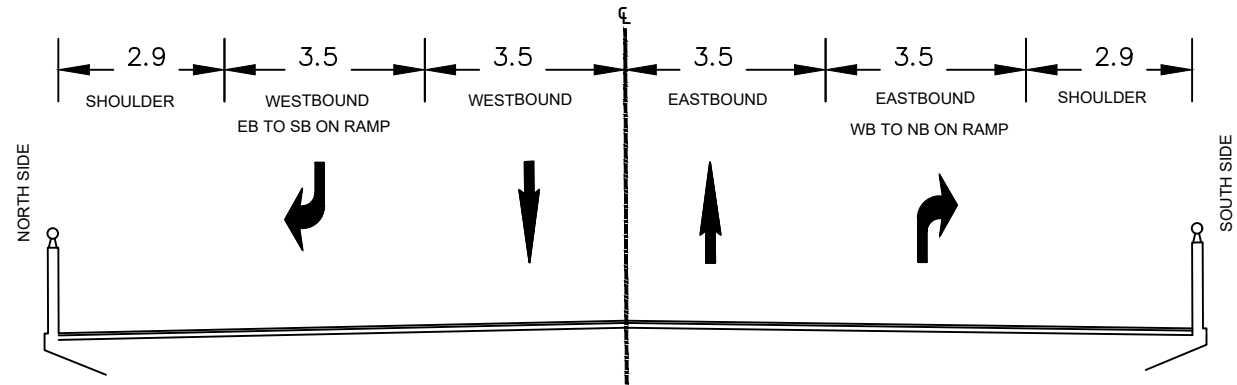 ℄
2.9 3.5 3.5 3.5 3.5 2.9
SHOULDER WESTBOUND WESTBOUND EASTBOUND EASTBOUND SHOULDER
EB TO SB ON RAMP WB TO NB ON RAMP
NORTH SIDE
SOUTH SIDE